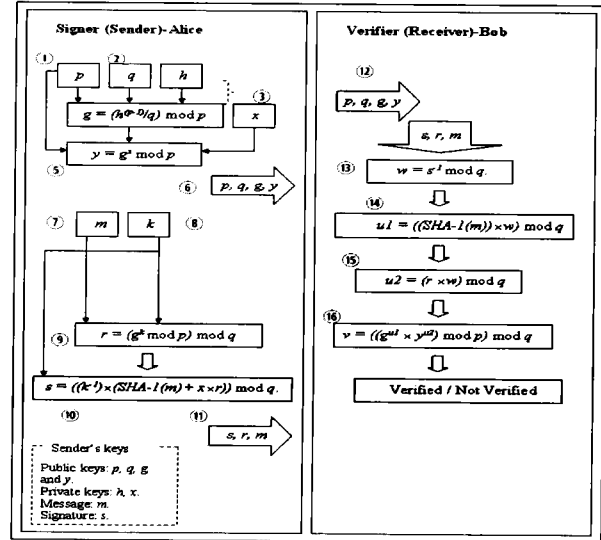 Signer (Sender)-Alice
1
2
p
q
h
3
g = (h^(p-1)/q) mod p
x
y = g^x mod p
5
6
p, q, g, y
7
m
k
8
9
r = (g^k mod p) mod q
s = ((k^-1)×(SHA-1(m) + x×r)) mod q.
10
11
s, r, m
Sender's keys
Public keys: p, q, g
and y.
Private keys: h, x.
Message: m.
Signature: s.
Verifier (Receiver)-Bob
12
p, q, g, y
s, r, m
13
w = s^-1 mod q.
14
u1 = ((SHA-1(m)) × w) mod q
15
u2 = (r × w) mod q
16
v = ((g^u1 × y^u2) mod p) mod q
Verified / Not Verified